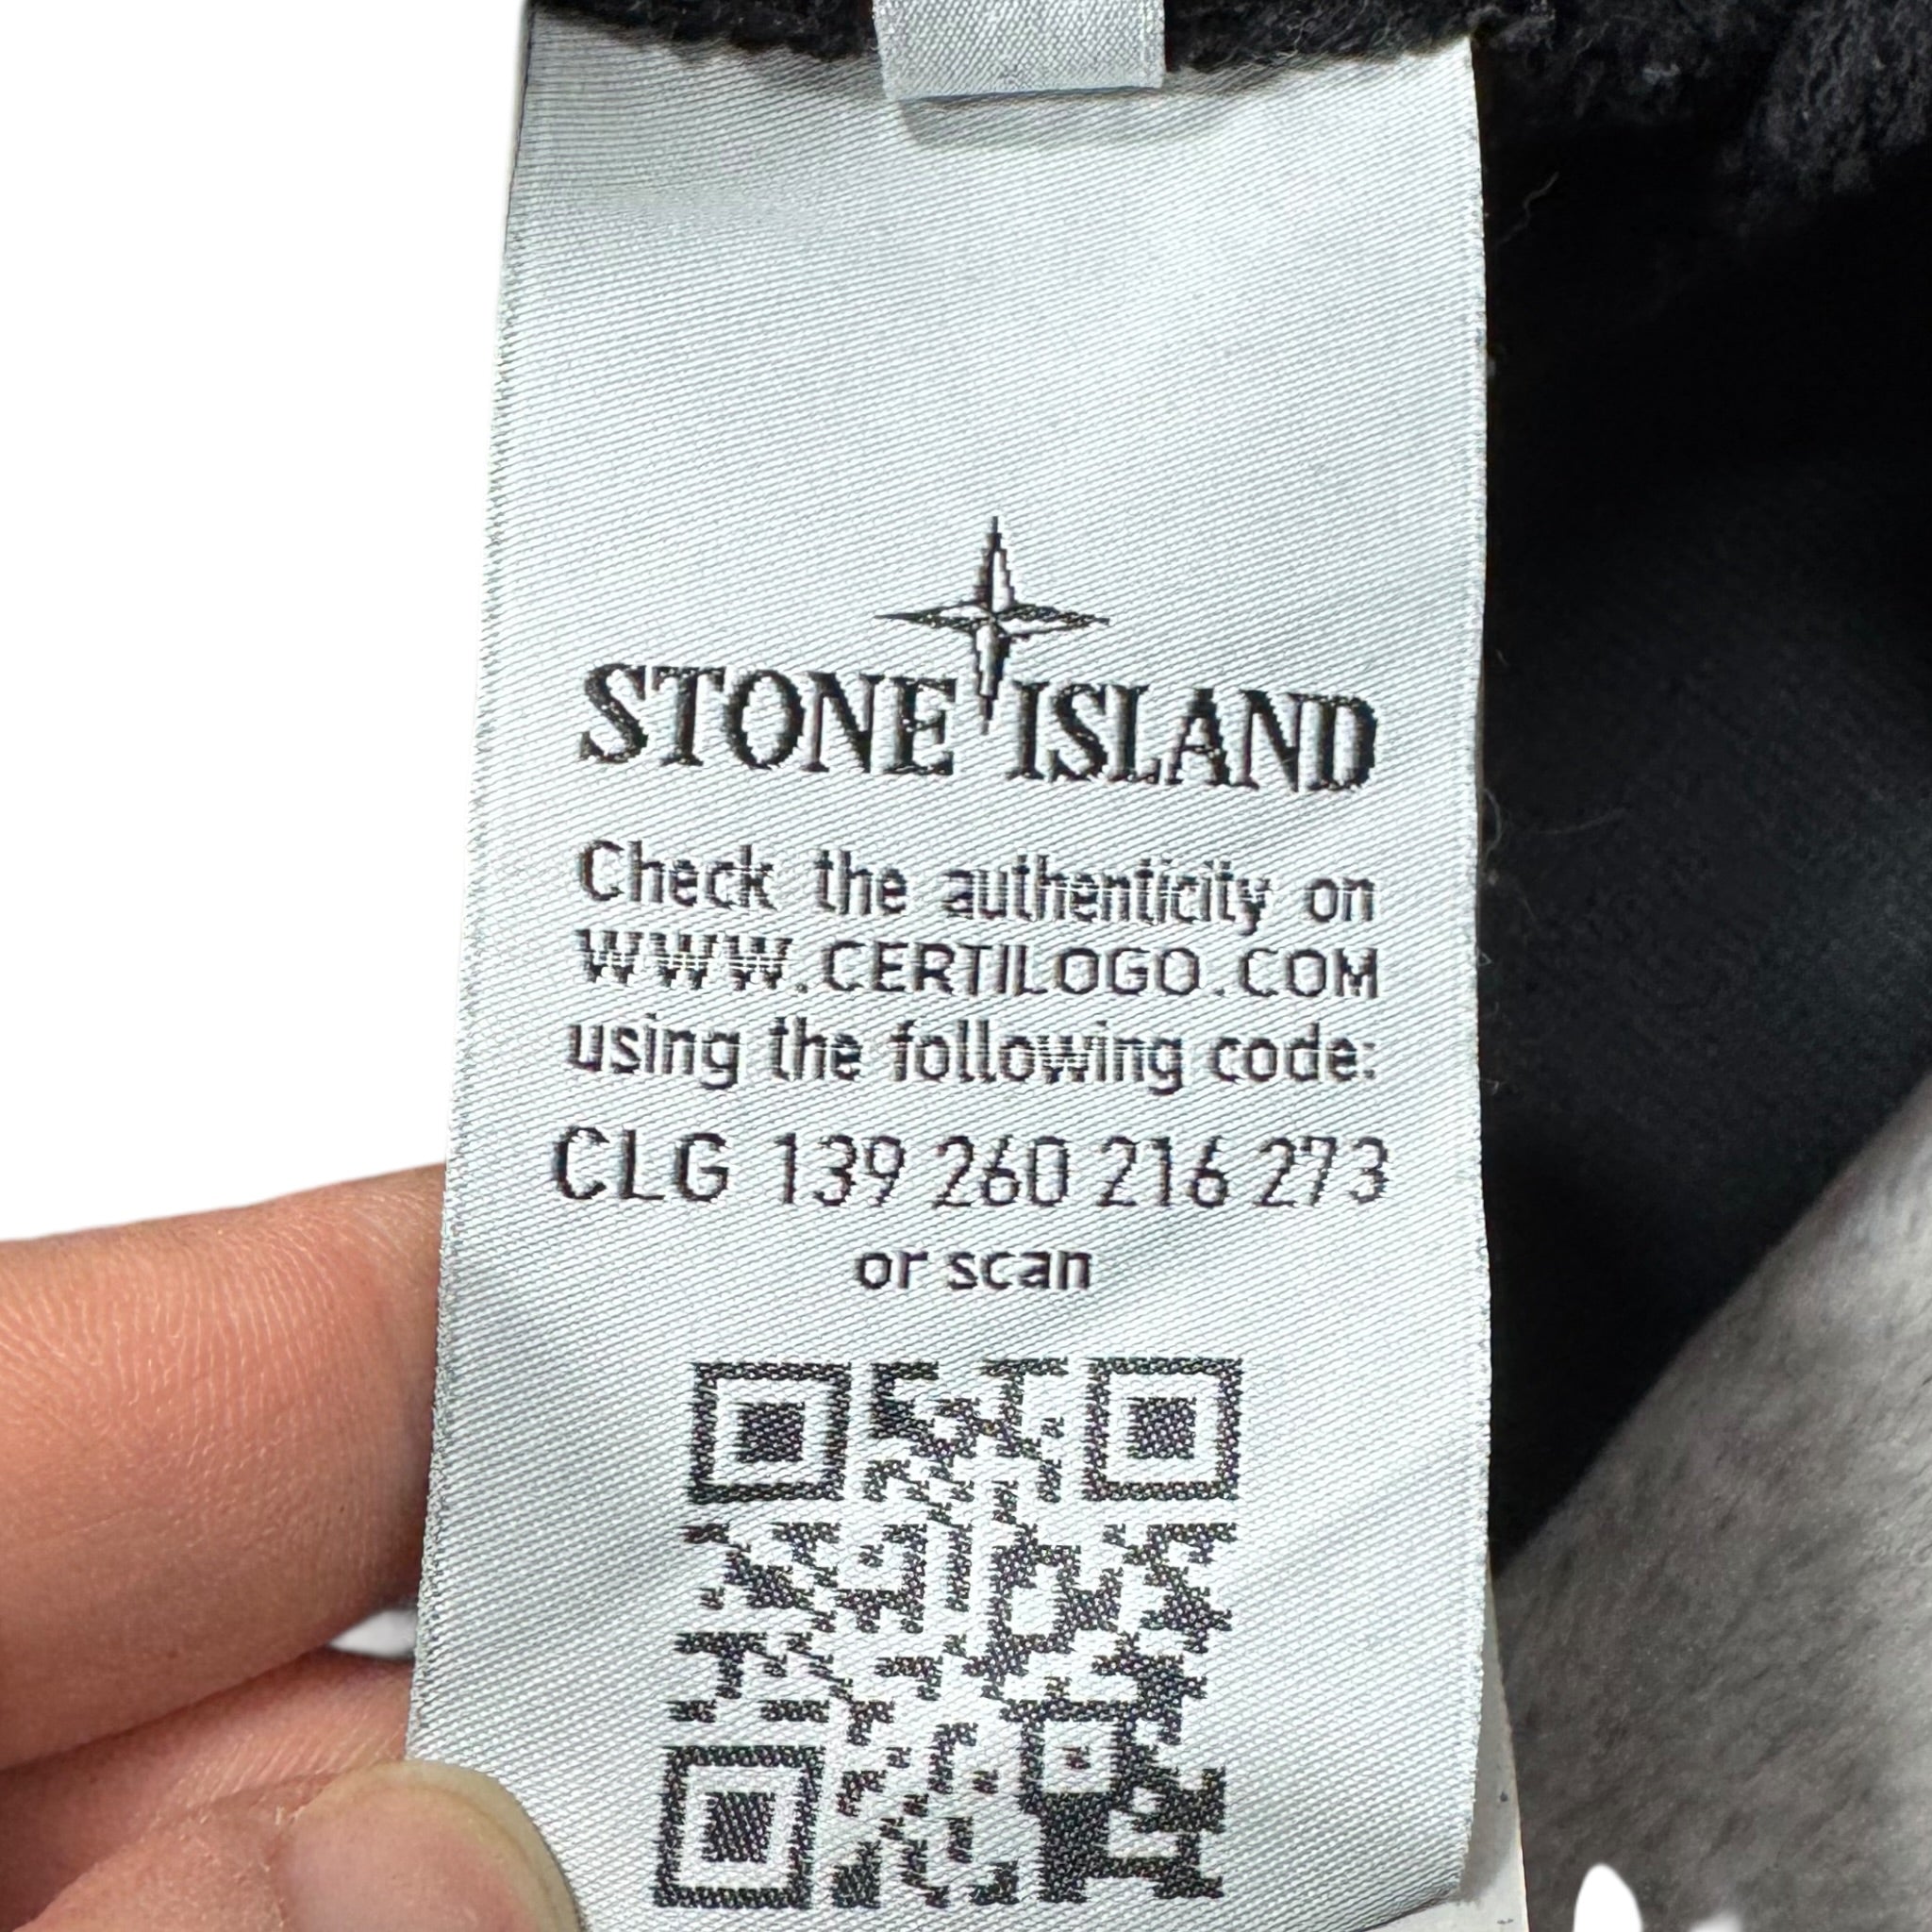 STONE ISLAND
Check the authenticity on
WWW.CERTILOGO.COM
using the following code:
CLG 139 260 216 273
or scan